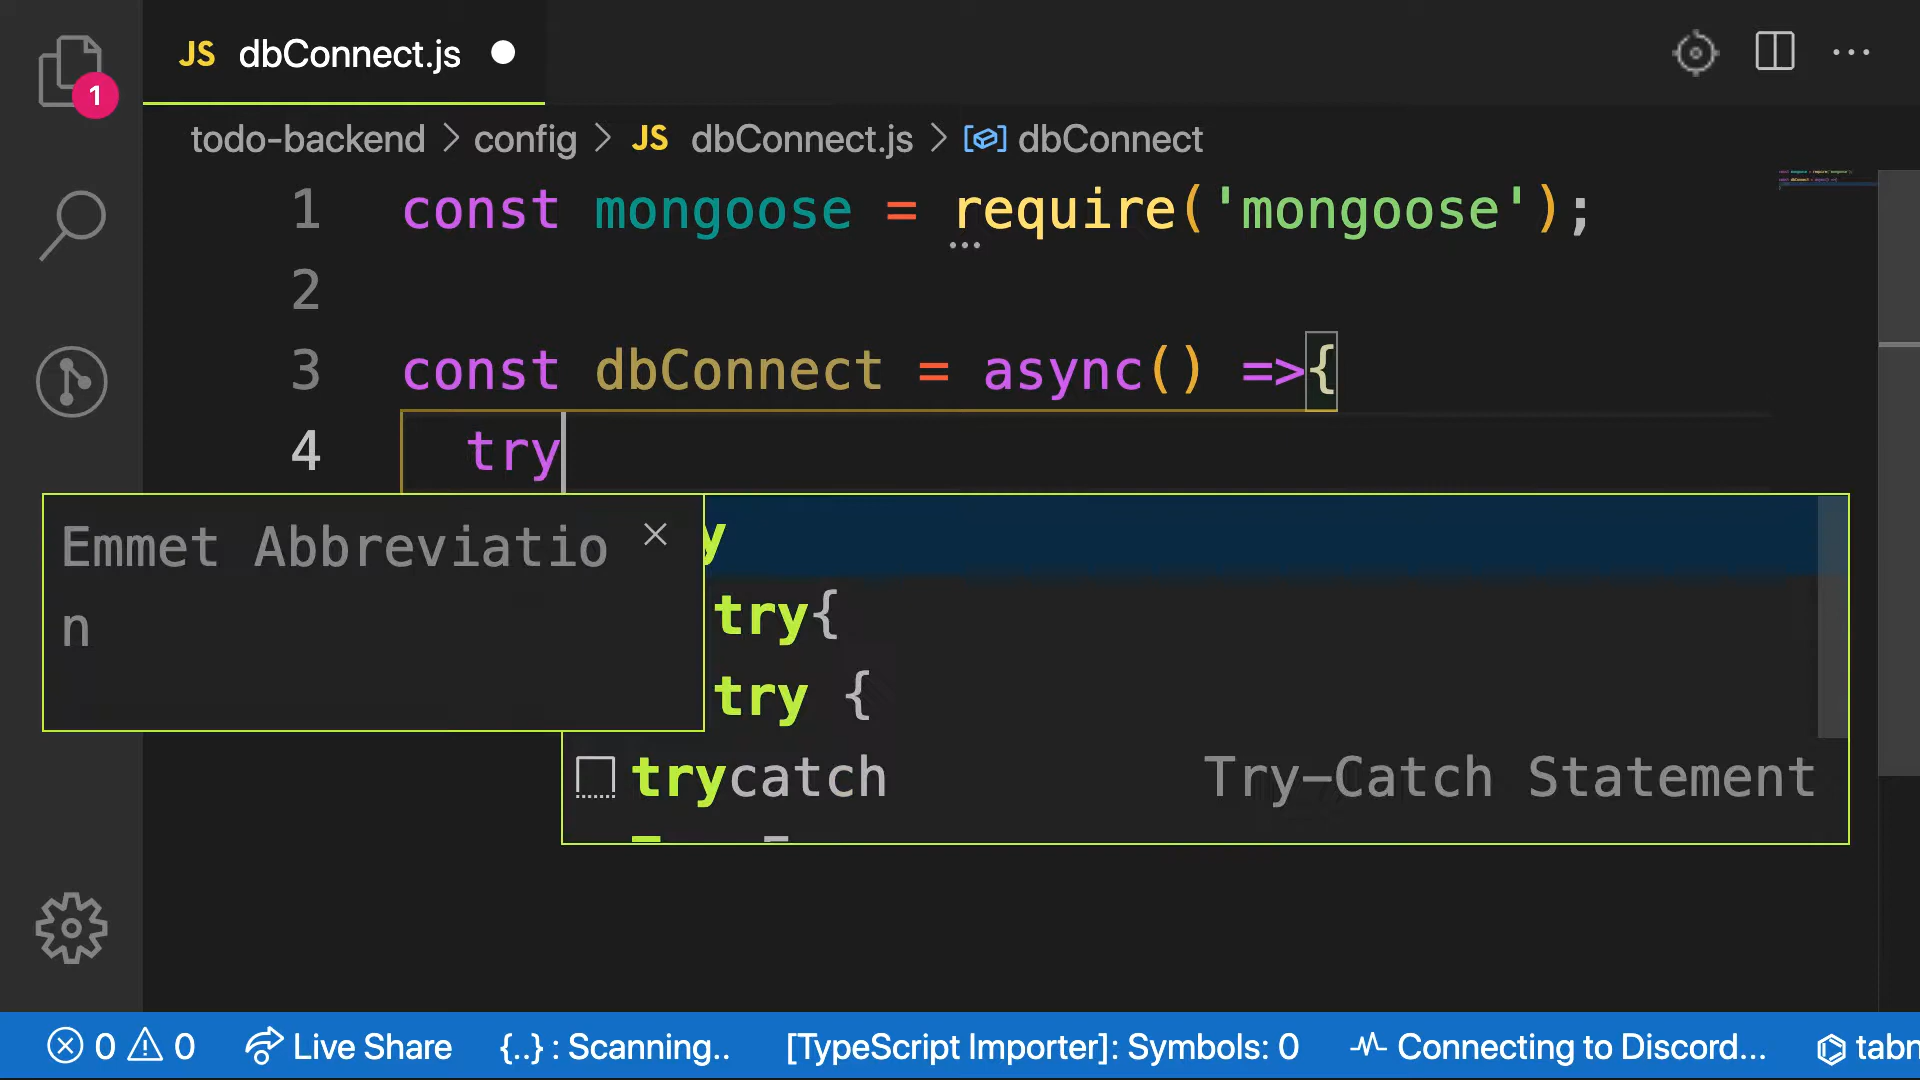 JS dbConnect.js
1
todo-backend > config > JS dbConnect.js > dbConnect
1 const mongoose = require('mongoose');
2
3 const dbConnect = async() =>{
4 try
Emmet Abbreviatio
n
y
try{
try {
trycatch Try-Catch Statement
0 0 Live Share {..} : Scanning.. [TypeScript Importer]: Symbols: 0 Connecting to Discord... tabn